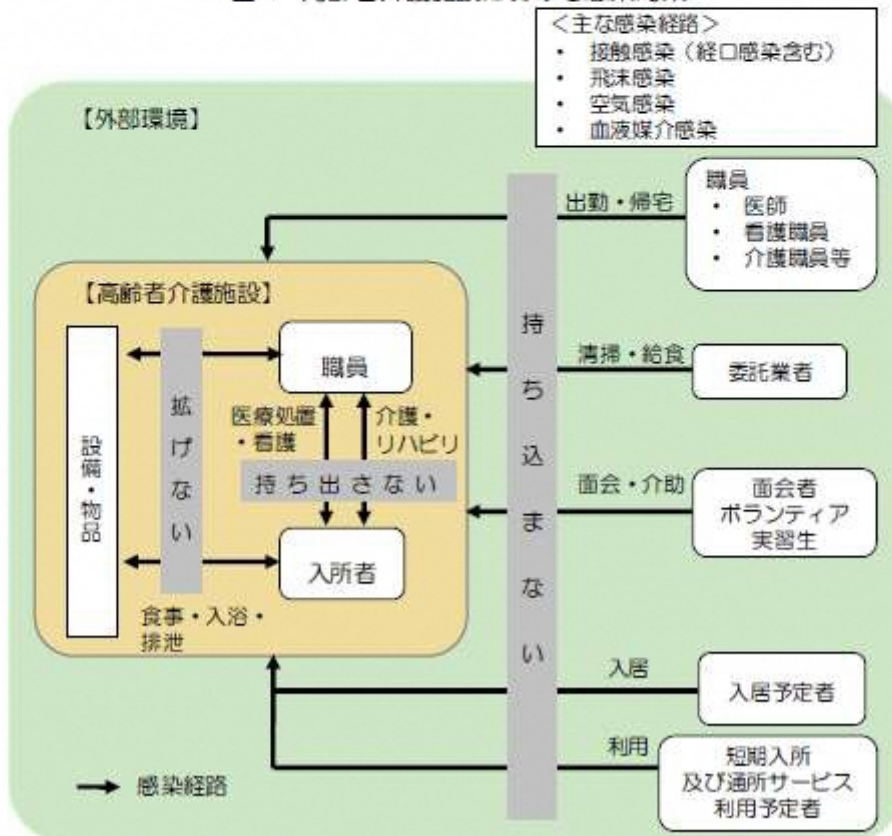 <主な感染経路>
・ 接触感染（経口感染含む）
・ 飛沫感染
・ 空気感染
・ 血液媒介感染
【外部環境】
職員
・ 医師
・ 看護職員
・ 介護職員等
出勤・帰宅
【高齢者介護施設】
持ち込まない
職員
清掃・給食
委託業者
拡げない
医療処置
・看護
介護・
リハビリ
設備・物品
持ち出さない
面会・介助
面会者
ボランティア
実習生
入所者
食事・入浴・
排泄
入居
入居予定者
利用
短期入所
及び通所サービス
利用予定者
感染経路